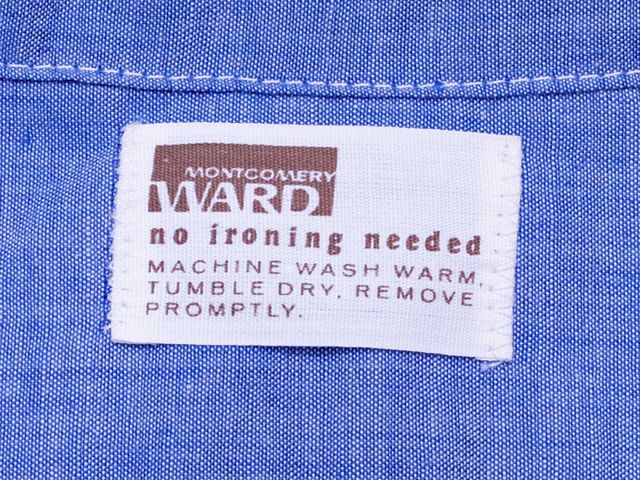 MONTGOMERY
WARD
no ironing needed
MACHINE WASH WARM,
TUMBLE DRY. REMOVE
PROMPTLY.